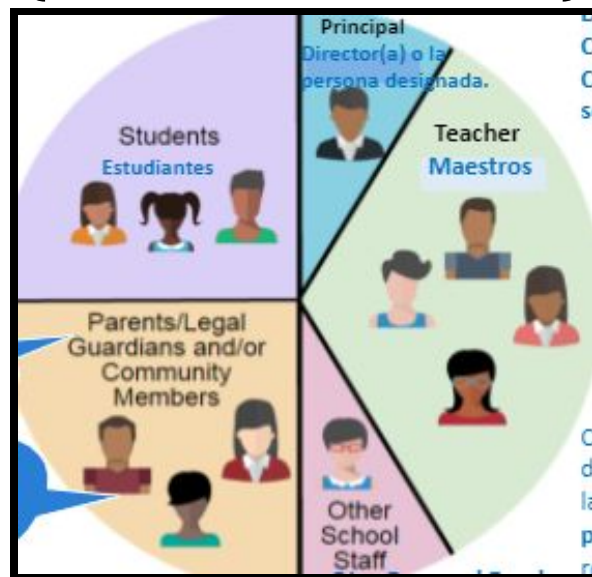 Principal
Director(a) o la
persona designada.
Students
Estudiantes
Teacher
Maestros
Parents/Legal
Guardians and/or
Community
Members
Other
School
Staff